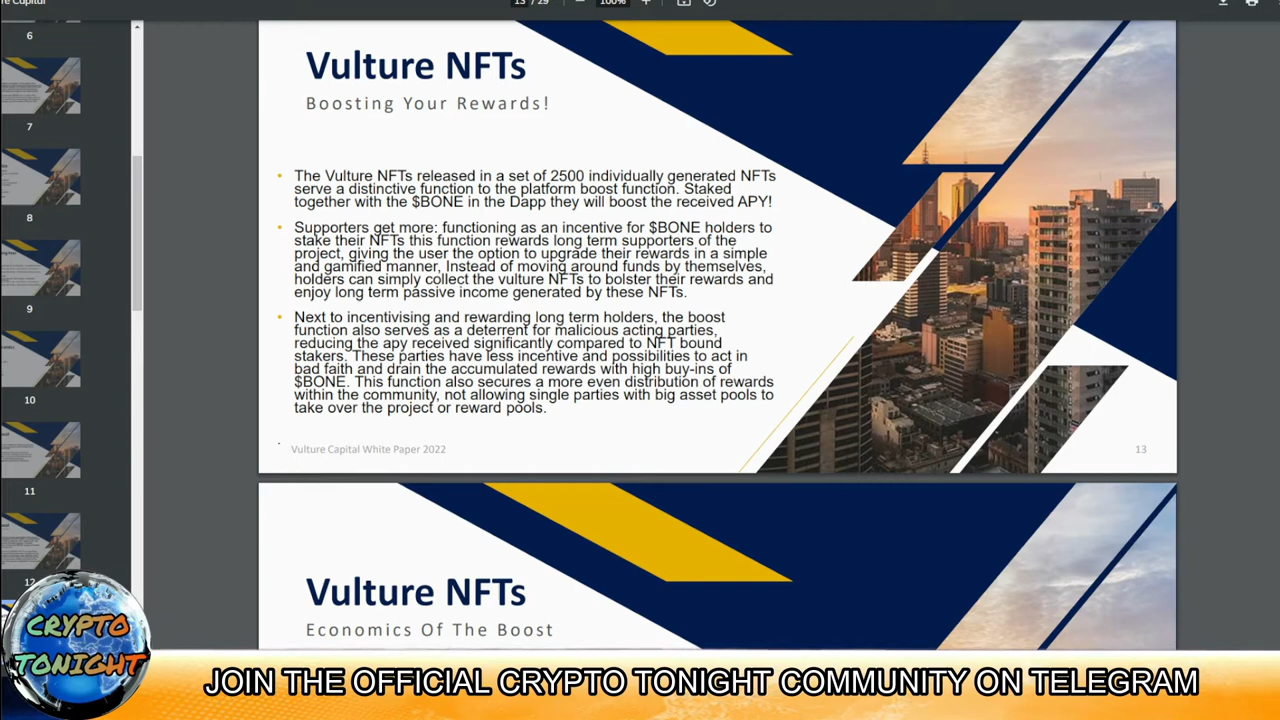 re Capital
13 / 29
100%
6
7
8
9
10
11
12
Vulture NFTs
Boosting Your Rewards!
• The Vulture NFTs released in a set of 2500 individually generated NFTs
serve a distinctive function to the platform boost function. Staked
together with the $BONE in the Dapp they will boost the received APY!
• Supporters get more: functioning as an incentive for $BONE holders to
stake their NFTs this function rewards long term supporters of the
project, giving the user the option to upgrade their rewards in a simple
and gamified manner, Instead of moving around funds by themselves,
holders can simply collect the vulture NFTs to bolster their rewards and
enjoy long term passive income generated by these NFTs.
• Next to incentivising and rewarding long term holders, the boost
function also serves as a deterrent for malicious acting parties,
reducing the apy received significantly compared to NFT bound
stakers. These parties have less incentive and possibilities to act in
bad faith and drain the accumulated rewards with high buy-ins of
$BONE. This function also secures a more even distribution of rewards
within the community, not allowing single parties with big asset pools to
take over the project or reward pools.
.
Vulture Capital White Paper 2022
13
Vulture NFTs
Economics Of The Boost
CRYPTO
TONIGHT
JOIN THE OFFICIAL CRYPTO TONIGHT COMMUNITY ON TELEGRAM